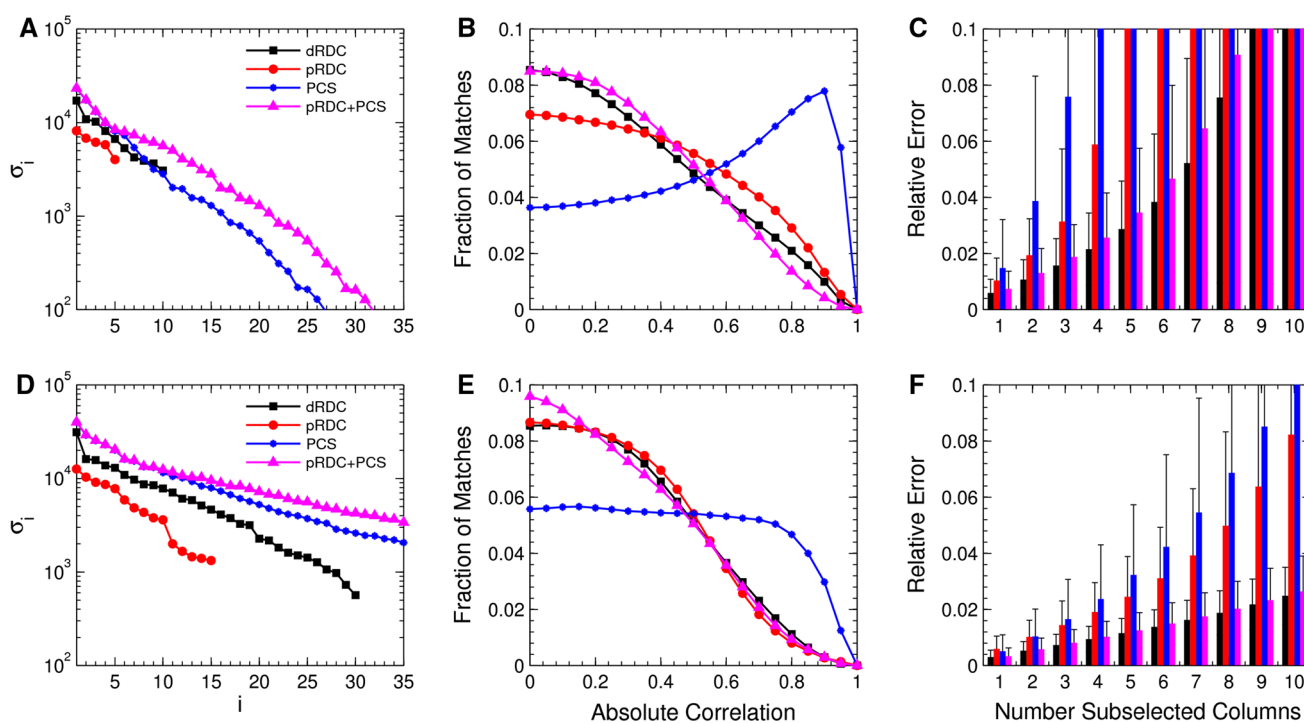 A
10^5
10^4
10^3
10^2
σ_i
dRDC
pRDC
PCS
pRDC+PCS
5 10 15 20 25 30 35
B
0.1
0.08
0.06
0.04
0.02
0
Fraction of Matches
0 0.2 0.4 0.6 0.8 1
C
0.1
0.08
0.06
0.04
0.02
0
Relative Error
1 2 3 4 5 6 7 8 9 10
D
10^5
10^4
10^3
10^2
σ_i
dRDC
pRDC
PCS
pRDC+PCS
5 10 15 20 25 30 35
i
E
0.1
0.08
0.06
0.04
0.02
0
Fraction of Matches
0 0.2 0.4 0.6 0.8 1
Absolute Correlation
F
0.1
0.08
0.06
0.04
0.02
0
Relative Error
1 2 3 4 5 6 7 8 9 10
Number Subselected Columns